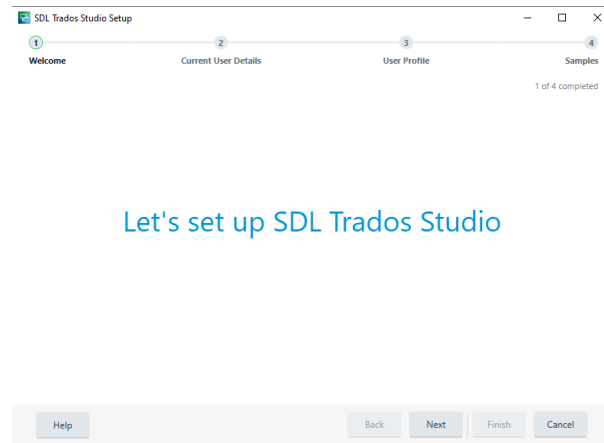 SDL Trados Studio Setup
1 2 3 4
Welcome Current User Details User Profile Samples
1 of 4 completed
Let's set up SDL Trados Studio
Help Back Next Finish Cancel